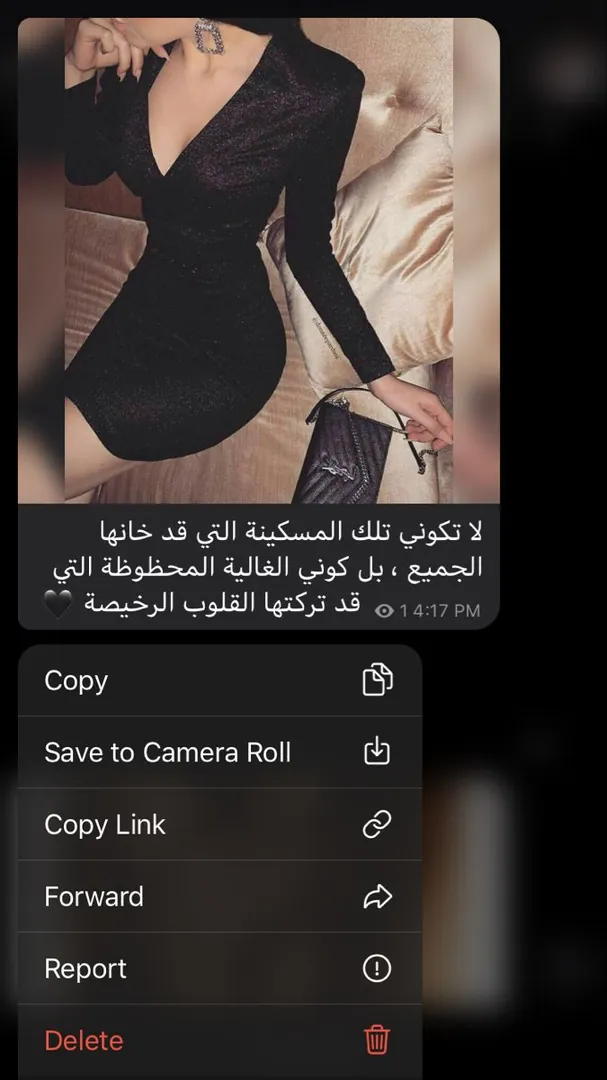 لا تكوني تلك المسكينة التي قد خانها
الجميع ، بل كوني الغالية المحظوظة التي
قد تركتها القلوب الرخيصة 🖤
1 4:17 PM
Copy
Save to Camera Roll
Copy Link
Forward
Report
Delete